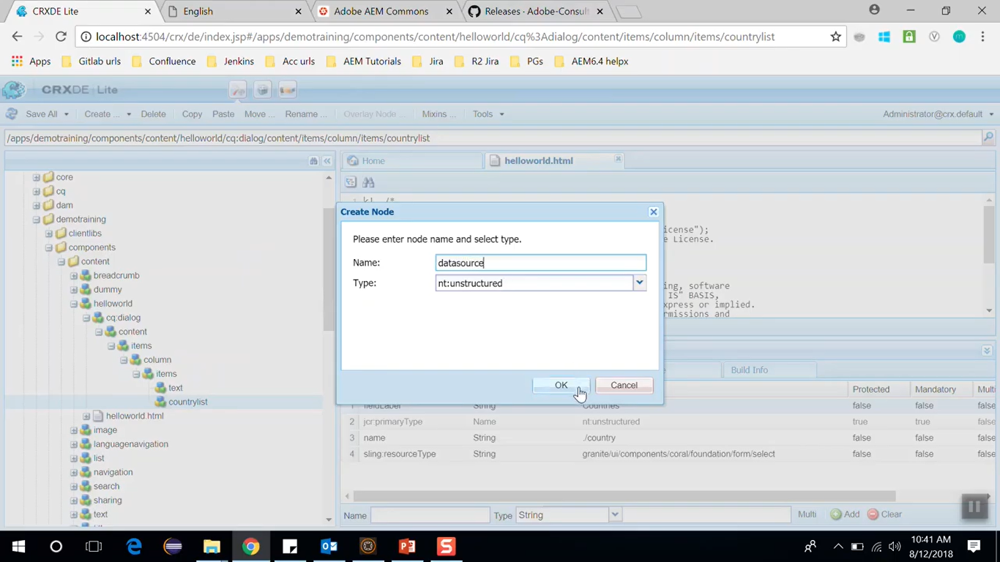 CRXDE Lite
English
Adobe AEM Commons
Releases · Adobe-Consult
localhost:4504/crx/de/index.jsp#/apps/demotraining/components/content/helloworld/cq%3Adialog/content/items/column/items/countrylist
Apps Gitlab urls Confluence Jenkins Acc urls AEM Tutorials Jira R2 Jira PGs AEM6.4 helpx
CRXDE | Lite
Save All Create ... Delete Copy Paste Move ... Rename ... Overlay Node ... Mixins ... Tools Administrator@crx.default
/apps/demotraining/components/content/helloworld/cq:dialog/content/items/column/items/countrylist
Home helloworld.html
core
cq
dam
demotraining
clientlibs
components
content
breadcrumb
dummy
helloworld
cq:dialog
content
items
column
items
text
countrylist
helloworld.html
image
languagenavigation
list
navigation
search
sharing
text
icense");
e License.
ing, software
IS" BASIS,
express or implied.
rmissions and
Create Node
Please enter node name and select type.
Name: datasource
Type: nt:unstructured
OK Cancel
Build Info
Protected Mandatory Multi
1 fieldLabel String Countries false false false
2 jcr:primaryType Name nt:unstructured true true false
3 name String ./country false false false
4 sling:resourceType String granite/ui/components/coral/foundation/form/select false false false
Name Type String Multi Add Clear
10:41 AM
8/12/2018